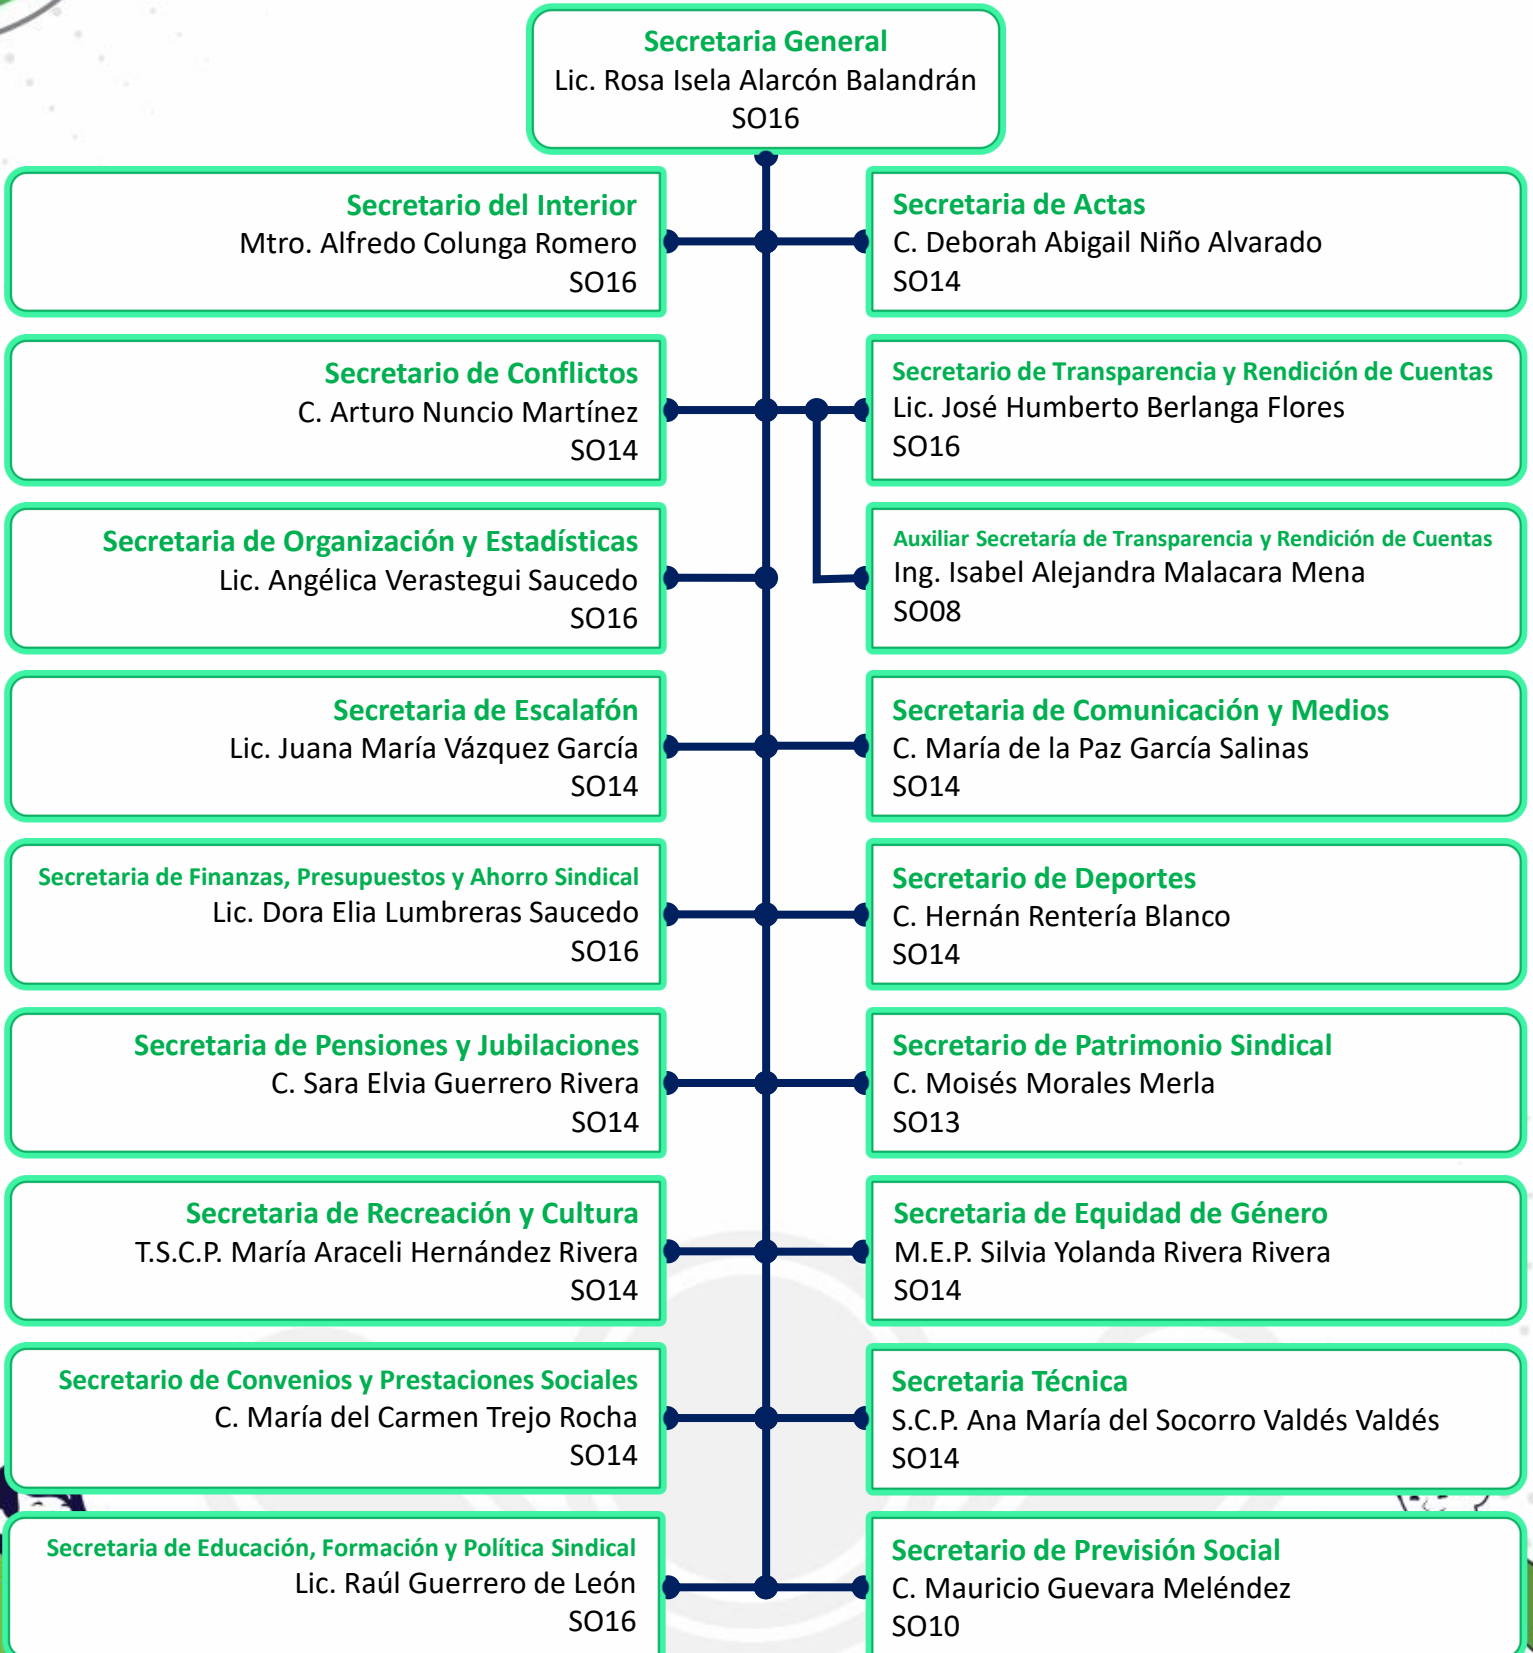 Secretaria General
Lic. Rosa Isela Alarcón Balandrán
SO16
Secretario del Interior
Mtro. Alfredo Colunga Romero
SO16
Secretaria de Actas
C. Deborah Abigail Niño Alvarado
SO14
Secretario de Conflictos
C. Arturo Nuncio Martínez
SO14
Secretario de Transparencia y Rendición de Cuentas
Lic. José Humberto Berlanga Flores
SO16
Secretaria de Organización y Estadísticas
Lic. Angélica Verastegui Saucedo
SO16
Auxiliar Secretaría de Transparencia y Rendición de Cuentas
Ing. Isabel Alejandra Malacara Mena
SO08
Secretaria de Escalafón
Lic. Juana María Vázquez García
SO14
Secretaria de Comunicación y Medios
C. María de la Paz García Salinas
SO14
Secretaria de Finanzas, Presupuestos y Ahorro Sindical
Lic. Dora Elia Lumbreras Saucedo
SO16
Secretario de Deportes
C. Hernán Rentería Blanco
SO14
Secretaria de Pensiones y Jubilaciones
C. Sara Elvia Guerrero Rivera
SO14
Secretario de Patrimonio Sindical
C. Moisés Morales Merla
SO13
Secretaria de Recreación y Cultura
T.S.C.P. María Araceli Hernández Rivera
SO14
Secretaria de Equidad de Género
M.E.P. Silvia Yolanda Rivera Rivera
SO14
Secretario de Convenios y Prestaciones Sociales
C. María del Carmen Trejo Rocha
SO14
Secretaria Técnica
S.C.P. Ana María del Socorro Valdés Valdés
SO14
Secretaria de Educación, Formación y Política Sindical
Lic. Raúl Guerrero de León
SO16
Secretario de Previsión Social
C. Mauricio Guevara Meléndez
SO10